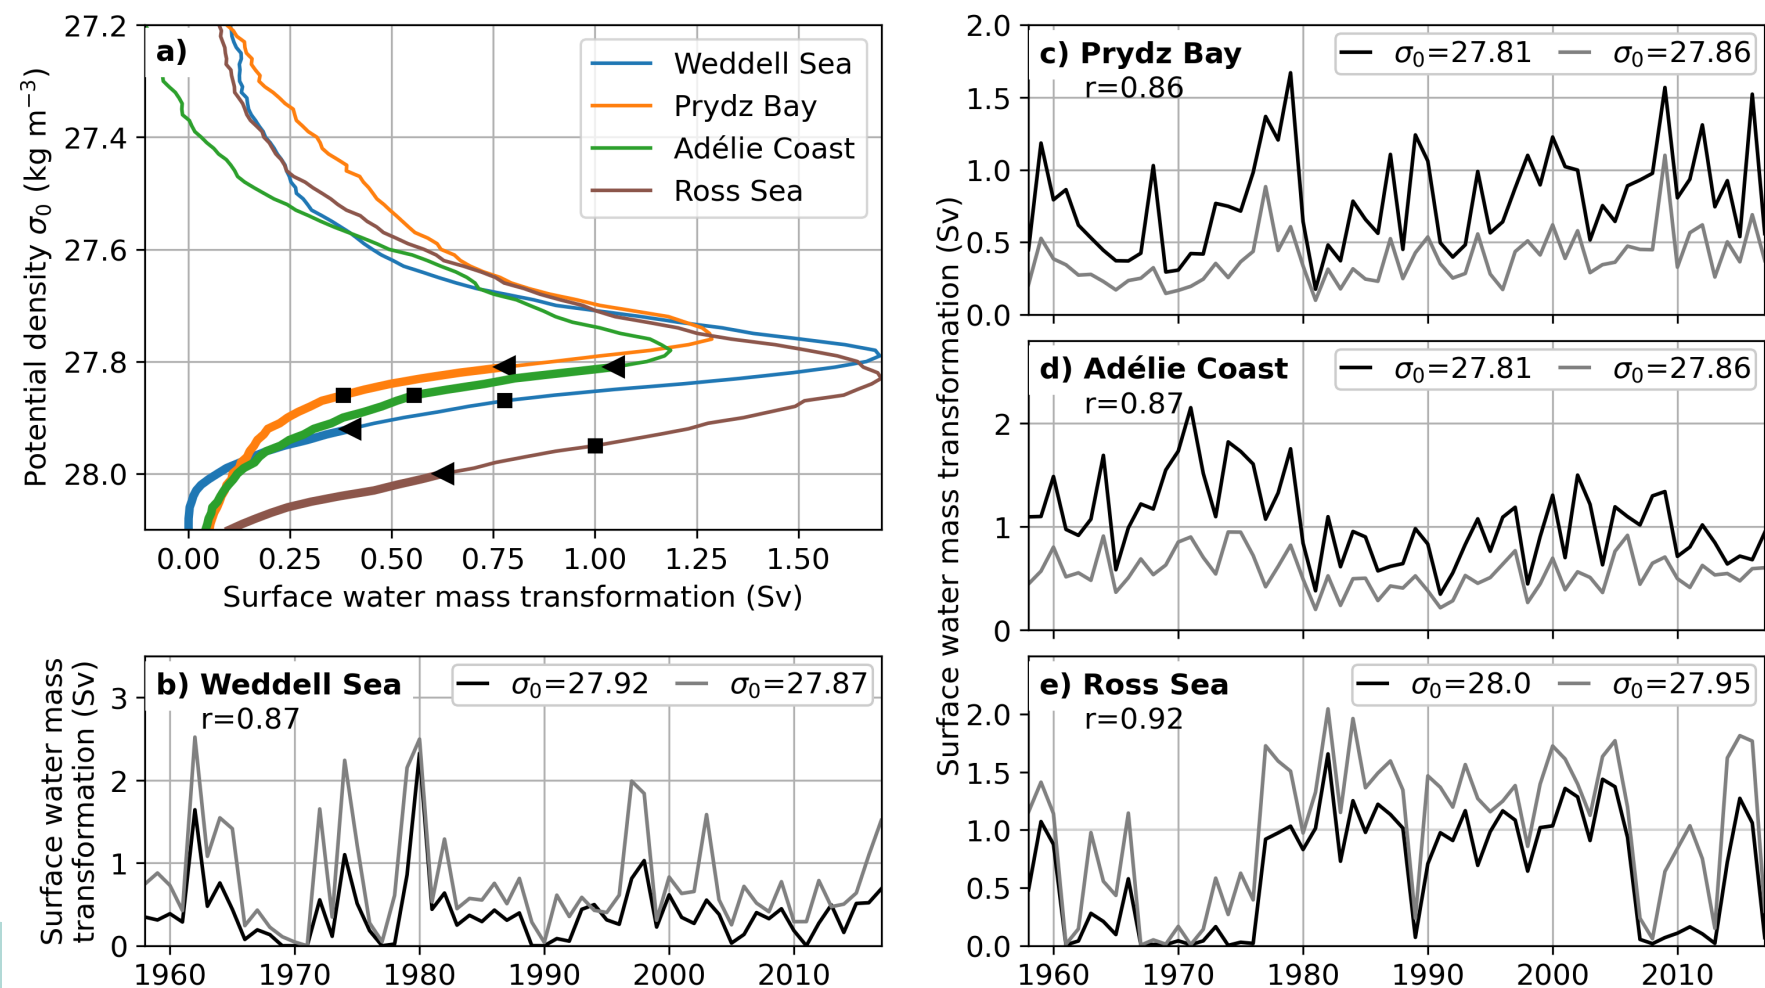 a)
Weddell Sea
Prydz Bay
Adélie Coast
Ross Sea
27.2
27.4
27.6
27.8
28.0
Potential density σ₀ (kg m⁻³)
0.00 0.25 0.50 0.75 1.00 1.25 1.50
Surface water mass transformation (Sv)
b) Weddell Sea
r=0.87
σ₀=27.92 σ₀=27.87
3
2
1
0
Surface water mass
transformation (Sv)
1960 1970 1980 1990 2000 2010
c) Prydz Bay
r=0.86
σ₀=27.81 σ₀=27.86
2.0
1.5
1.0
0.5
0.0
Surface water mass transformation (Sv)
d) Adélie Coast
r=0.87
σ₀=27.81 σ₀=27.86
2
1
0
e) Ross Sea
r=0.92
σ₀=28.0 σ₀=27.95
2.0
1.5
1.0
0.5
0.0
1960 1970 1980 1990 2000 2010